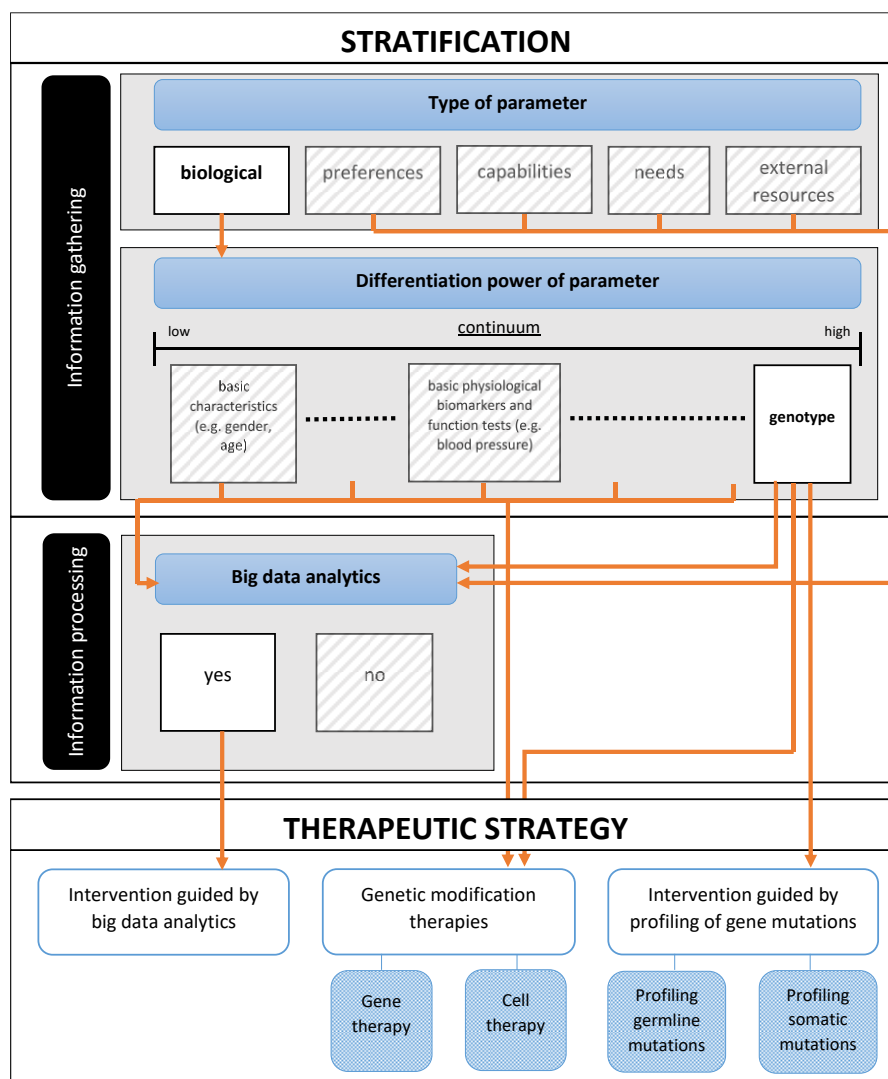 STRATIFICATION
Information gathering
Type of parameter
biological
preferences
capabilities
needs
external
resources
Differentiation power of parameter
low
continuum
high
basic
characteristics
(e.g. gender,
age)
basic physiological
biomarkers and
function tests (e.g.
blood pressure)
genotype
Information processing
Big data analytics
yes
no
THERAPEUTIC STRATEGY
Intervention guided by
big data analytics
Genetic modification
therapies
Intervention guided by
profiling of gene mutations
Gene
therapy
Cell
therapy
Profiling
germline
mutations
Profiling
somatic
mutations